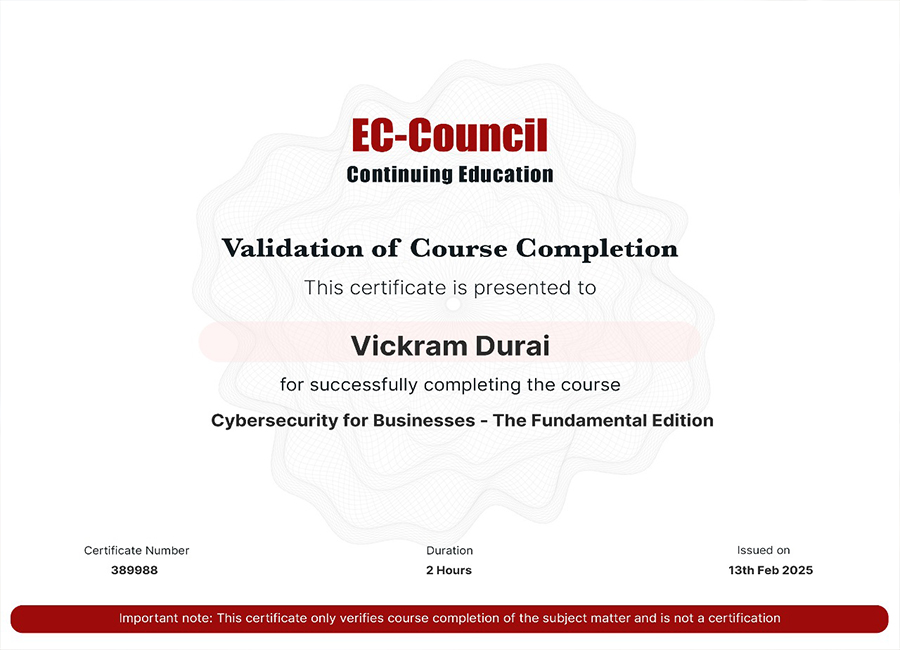 EC-Council
Continuing Education
Validation of Course Completion
This certificate is presented to
Vickram Durai
for successfully completing the course
Cybersecurity for Businesses - The Fundamental Edition
Certificate Number
389988
Duration
2 Hours
Issued on
13th Feb 2025
Important note: This certificate only verifies course completion of the subject matter and is not a certification